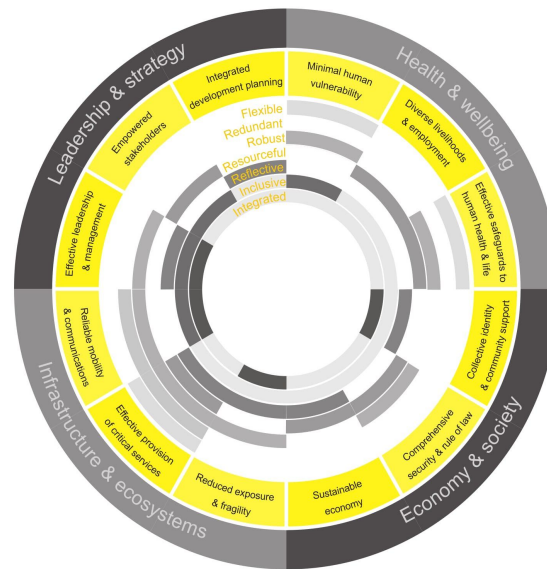 Leadership & strategy
Health & wellbeing
Economy & society
Infrastructure & ecosystems
Minimal human
vulnerability
Diverse livelihoods
& employment
Effective safeguards to
human health & life
Collective identity
& community support
Comprehensive
security & rule of law
Sustainable
economy
Reduced exposure
& fragility
Effective provision
of critical services
Reliable mobility
& communications
Effective leadership
& management
Empowered
stakeholders
Integrated
development planning
Flexible
Redundant
Robust
Resourceful
Reflective
Inclusive
Integrated